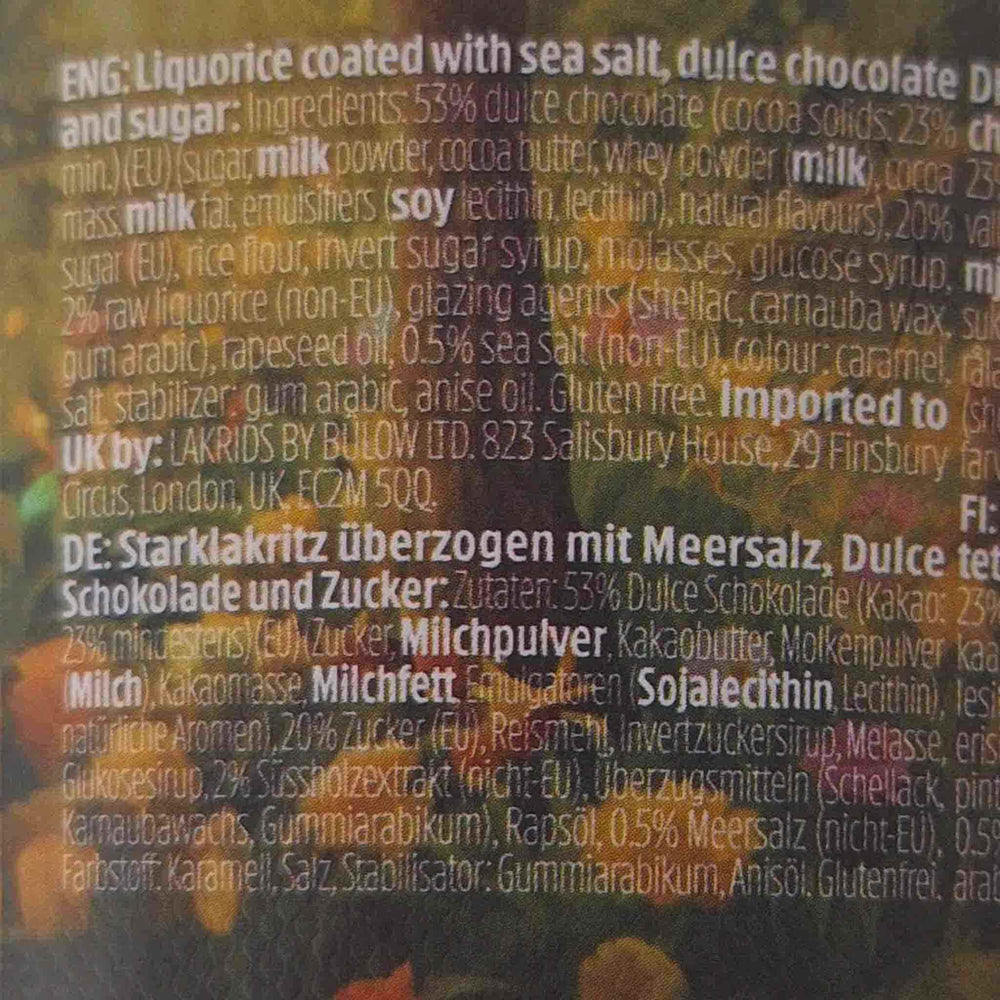 ENG: Liquorice coated with sea salt, dulce chocolate
and sugar: Ingredients: 53% dulce chocolate (cocoa solids: 23%
min.) (EU) (sugar, milk powder, cocoa butter, whey powder (milk), cocoa
mass, milk fat, emulsifiers (soy lecithin, lecithin), natural flavours), 20%
sugar (EU), rice flour, invert sugar syrup, molasses, glucose syrup,
2% raw liquorice (non-EU), glazing agents (shellac, carnauba wax,
gum arabic), rapeseed oil, 0.5% sea salt (non-EU), colour: caramel,
salt, stabilizer: gum arabic, anise oil. Gluten free. Imported to
UK by: LAKRIDS BY BÜLOW LTD. 823 Salisbury House, 29 Finsbury
Circus, London, UK, EC2M 5QQ.
DE: Starklakritz überzogen mit Meersalz, Dulce
Schokolade und Zucker: Zutaten: 53% Dulce Schokolade (Kakao:
23% mindestens) (EU) (Zucker, Milchpulver, Kakaobutter, Molkenpulver
(Milch), Kakaomasse, Milchfett, Emulgatoren (Sojalecithin, Lecithin),
natürliche Aromen), 20% Zucker (EU), Reismehl, Invertzuckersirup, Melasse,
Glukosesirup, 2% Süssholzextrakt (nicht-EU), Überzugsmitteln (Schellack,
Karnaubawachs, Gummiarabikum), Rapsöl, 0.5% Meersalz (nicht-EU),
Farbstoff: Karamell, Salz, Stabilisator: Gummiarabikum, Anisöl. Glutenfrei.
FI: